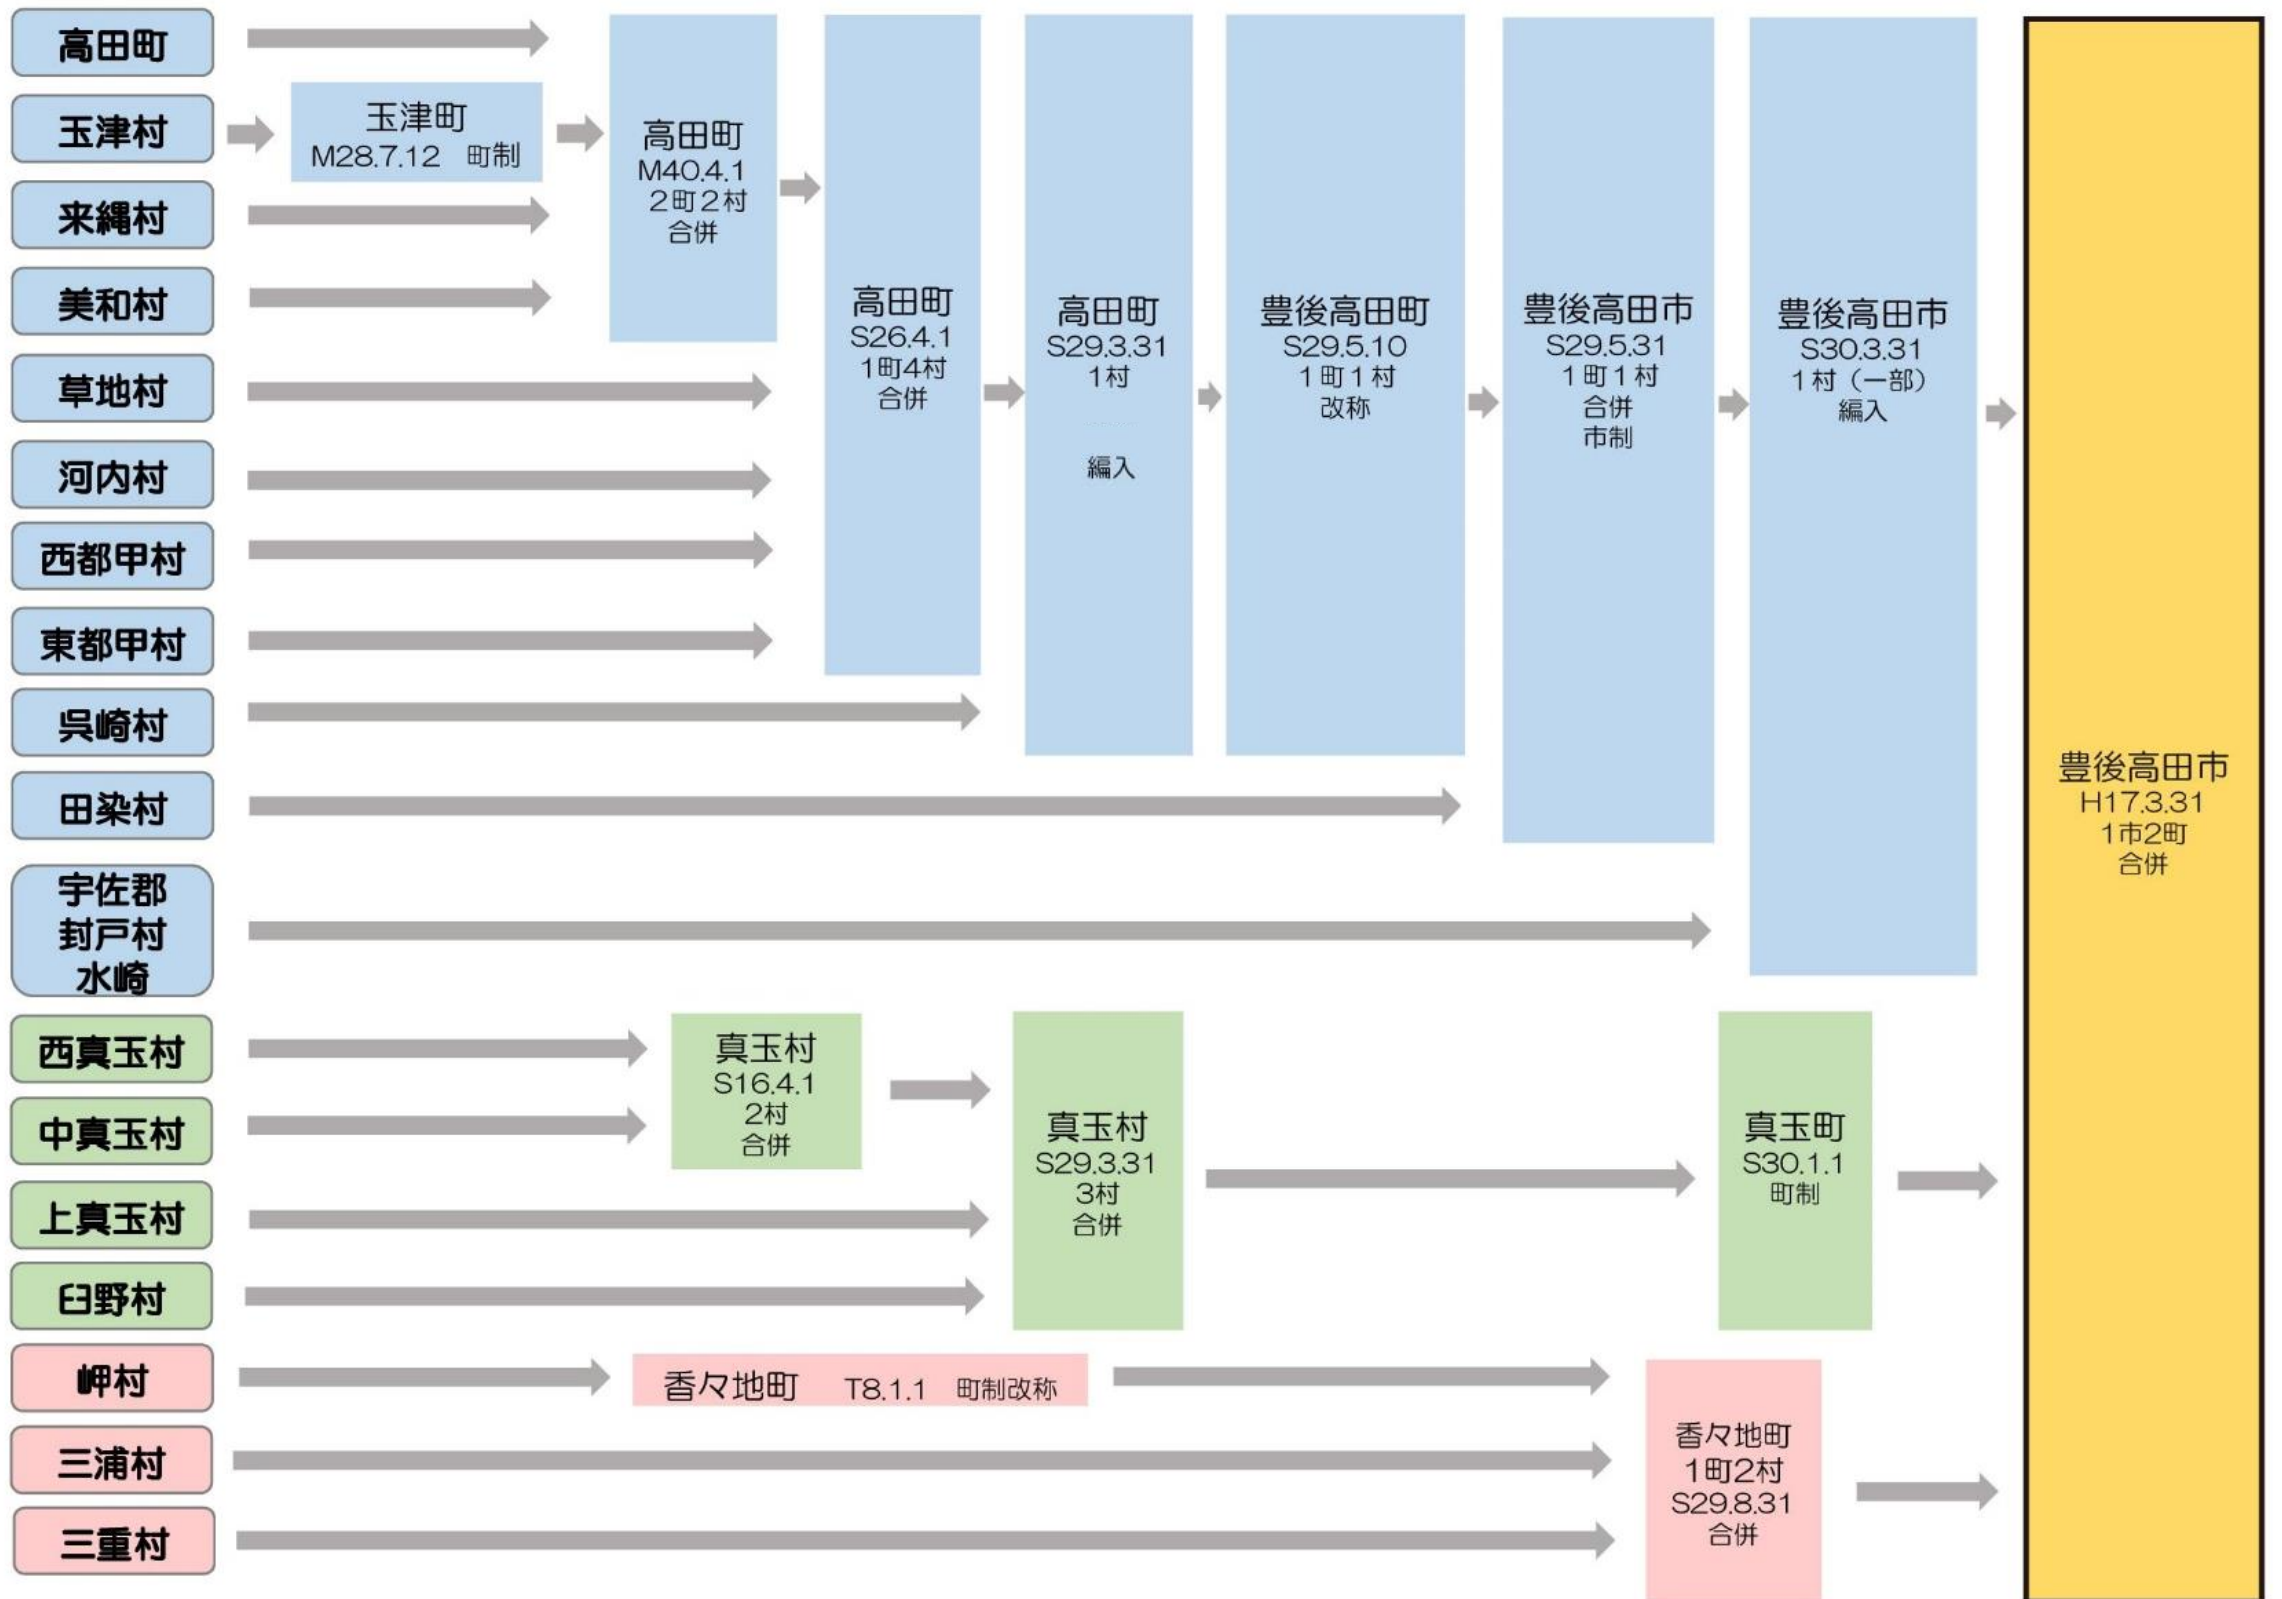 高田町
玉津村
来縄村
美和村
草地村
河内村
西都甲村
東都甲村
呉崎村
田染村
宇佐郡
封戸村
水崎
西真玉村
中真玉村
上真玉村
臼野村
岬村
三浦村
三重村
玉津町
M28.7.12 町制
高田町
M40.4.1
2町2村
合併
高田町
S26.4.1
1町4村
合併
高田町
S29.3.31
1村
編入
豊後高田町
S29.5.10
1町1村
改称
豊後高田市
S29.5.31
1町1村
合併
市制
豊後高田市
S30.3.31
1村（一部）
編入
真玉村
S16.4.1
2村
合併
真玉村
S29.3.31
3村
合併
真玉町
S30.1.1
町制
香々地町 T8.1.1 町制改称
香々地町
1町2村
S29.8.31
合併
豊後高田市
H17.3.31
1市2町
合併